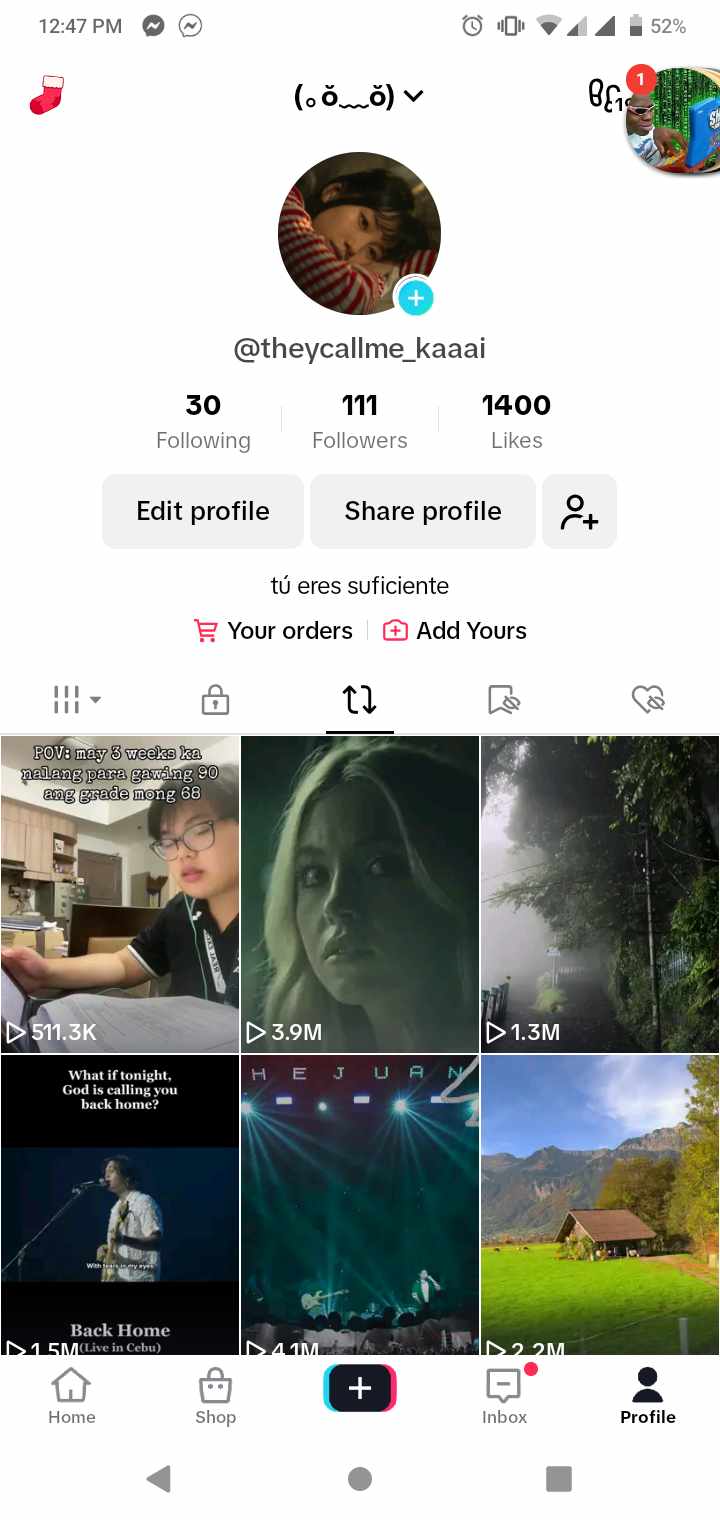 12:47 PM
52%
(｡ŏ﹏ŏ)
1
@theycallme_kaaai
30
111
1400
Following
Followers
Likes
Edit profile
Share profile
tú eres suficiente
Your orders
Add Yours
POV: may 3 weeks ka
nalang para gawing 90
ang grade mong 68
511.3K
3.9M
1.3M
What if tonight,
God is calling you
back home?
With tears in my eyes
Back Home
(Live in Cebu)
1.5M
HEJUAN
4.1M
2.2M
Home
Shop
Inbox
Profile